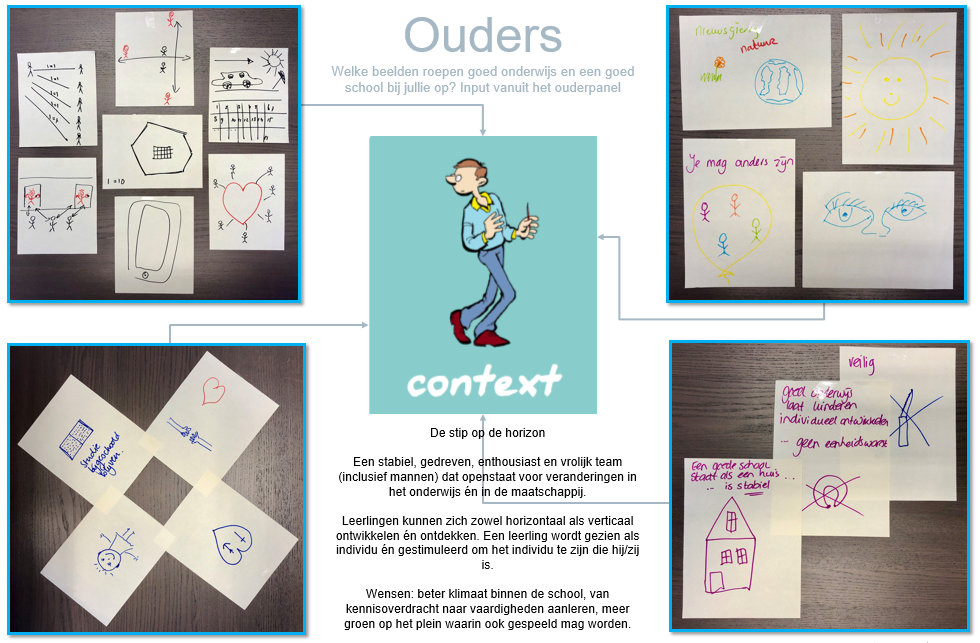 Ouders
Welke beelden roepen goed onderwijs en een goed
school bij jullie op? Input vanuit het ouderpanel
1=10
nieuwsgierig
natuur
Je mag anders zijn
context
De stip op de horizon
Een stabiel, gedreven, enthousiast en vrolijk team
(inclusief mannen) dat openstaat voor veranderingen in
het onderwijs én in de maatschappij.
Leerlingen kunnen zich zowel horizontaal als verticaal
ontwikkelen én ontdekken. Een leerling wordt gezien als
individu én gestimuleerd om het individu te zijn die hij/zij
is.
Wensen: beter klimaat binnen de school, van
kennisoverdracht naar vaardigheden aanleren, meer
groen op het plein waarin ook gespeeld mag worden.
Studie
bijgeschoold
blijven.
veilig
goed onderwijs
laat kinderen
individueel ontwikkelen
... geen eenheidsworst
Een goede school
staat als een huis ...
... is stabiel